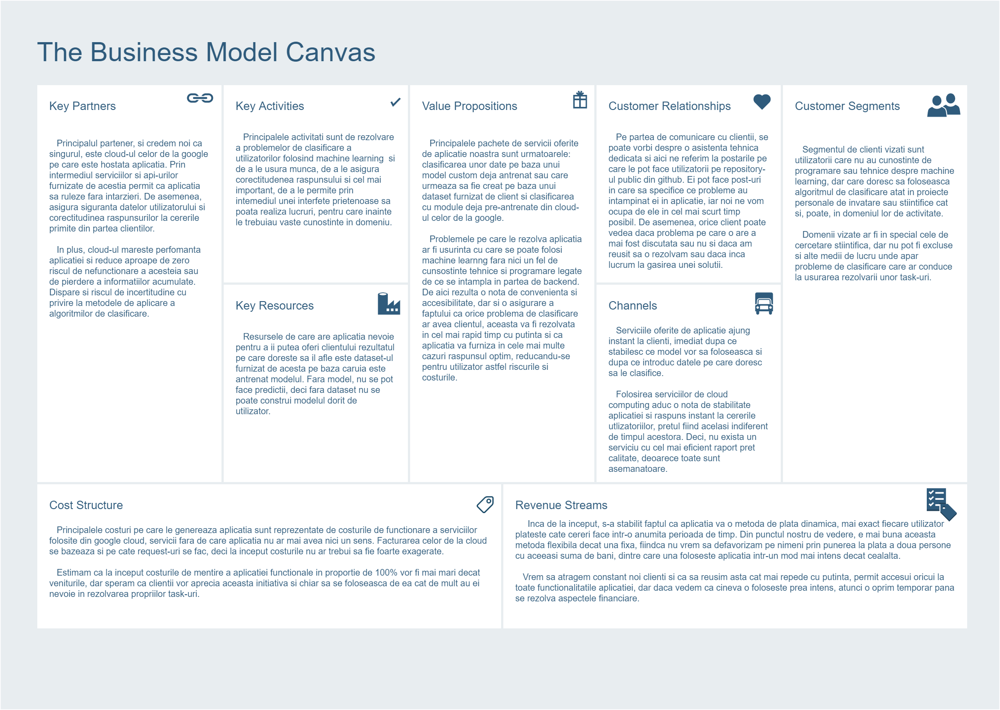 The Business Model Canvas
Key Partners
Principalul partener, si credem noi ca
singurul, este cloud-ul celor de la google
pe care este hostata aplicatia. Prin
intermediul serviciilor si api-urilor
furnizate de acestia permit ca aplicatia
sa ruleze fara intarzieri. De asemenea,
asigura siguranta datelor utilizatorului si
corectitudinea raspunsurilor la cererile
primite din partea clientilor.
In plus, cloud-ul mareste perfomanta
aplicatiei si reduce aproape de zero
riscul de nefunctionare a acesteia sau
de pierdere a informatiilor acumulate.
Dispare si riscul de incertitudine cu
privire la metodele de aplicare a
algoritmilor de clasificare.
Key Activities
Principalele activitati sunt de rezolvare
a problemelor de clasificare a
utilizatorilor folosind machine learning  si
de a le usura munca, de a le asigura
corectitudenea raspunsului si cel mai
important, de a le permite prin
intemediul unei interfete prietenoase sa
poata realiza lucruri, pentru care inainte
le trebuiau vaste cunostinte in domeniu.
Key Resources
Resursele de care are aplicatia nevoie
pentru a ii putea oferi clientului rezultatul
pe care doreste sa il afle este dataset-ul
furnizat de acesta pe baza caruia este
antrenat modelul. Fara model, nu se pot
face predictii, deci fara dataset nu se
poate construi modelul dorit de
utilizator.
Value Propositions
Principalele pachete de servicii oferite
de aplicatie noastra sunt urmatoarele:
clasificarea unor date pe baza unui
model custom deja antrenat sau care
urmeaza sa fie creat pe baza unui
dataset furnizat de client si clasificarea
cu module deja pre-antrenate din cloud-
ul celor de la google.
Problemele pe care le rezolva aplicatia
ar fi usurinta cu care se poate folosi
machine learnng fara nici un fel de
cunsostinte tehnice si programare legate
de ce se intampla in partea de backend.
De aici rezulta o nota de convenienta si
accesibilitate, dar si o asigurare a
faptului ca orice problema de clasificare
ar avea clientul, aceasta va fi rezolvata
in cel mai rapid timp cu putinta si ca
aplicatia va furniza in cele mai multe
cazuri raspunsul optim, reducandu-se
pentru utilizator astfel riscurile si
costurile.
Customer Relationships
Pe partea de comunicare cu clientii, se
poate vorbi despre o asistenta tehnica
dedicata si aici ne referim la postarile pe
care le pot face utilizatorii pe repository-
ul public din github. Ei pot face post-uri
in care sa specifice ce probleme au
intampinat ei in aplicatie, iar noi ne vom
ocupa de ele in cel mai scurt timp
posibil. De asemenea, orice client poate
vedea daca problema pe care o are a
mai fost discutata sau nu si daca am
reusit sa o rezolvam sau daca inca
lucrum la gasirea unei solutii.
Channels
Serviciile oferite de aplicatie ajung
instant la clienti, imediat dupa ce
stabilesc ce model vor sa foloseasca si
dupa ce introduc datele pe care doresc
sa le clasifice.
Folosirea serviciilor de cloud
computing aduc o nota de stabilitate
aplicatiei si raspuns instant la cererile
utlizatoriilor, pretul fiind acelasi indiferent
de timpul acestora. Deci, nu exista un
serviciu cu cel mai eficient raport pret
calitate, deoarece toate sunt
asemanatoare.
Customer Segments
Segmentul de clienti vizati sunt
utilizatorii care nu au cunostinte de
programare sau tehnice despre machine
learning, dar care doresc sa foloseasca
algoritmul de clasificare atat in proiecte
personale de invatare sau stiintifice cat
si, poate, in domeniul lor de activitate.
Domenii vizate ar fi in special cele de
cercetare stiintifica, dar nu pot fi excluse
si alte medii de lucru unde apar
probleme de clasificare care ar conduce
la usurarea rezolvarii unor task-uri.
Cost Structure
Principalele costuri pe care le genereaza aplicatia sunt reprezentate de costurile de functionare a serviciilor
folosite din google cloud, servicii fara de care aplicatia nu ar mai avea nici un sens. Facturarea celor de la cloud
se bazeaza si pe cate request-uri se fac, deci la inceput costurile nu ar trebui sa fie foarte exagerate.
Estimam ca la inceput costurile de mentire a aplicatiei functionale in proportie de 100% vor fi mai mari decat
veniturile, dar speram ca clientii vor aprecia aceasta initiativa si chiar sa se foloseasca de ea cat de mult au ei
nevoie in rezolvarea propriilor task-uri.
Revenue Streams
Inca de la inceput, s-a stabilit faptul ca aplicatia va o metoda de plata dinamica, mai exact fiecare utilizator
plateste cate cereri face intr-o anumita perioada de timp. Din punctul nostru de vedere, e mai buna aceasta
metoda flexibila decat una fixa, fiindca nu vrem sa defavorizam pe nimeni prin punerea la plata a doua persone
cu aceeasi suma de bani, dintre care una foloseste aplicatia intr-un mod mai intens decat cealalta.
Vrem sa atragem constant noi clienti si ca sa reusim asta cat mai repede cu putinta, permit accesui oricui la
toate functionalitatile aplicatiei, dar daca vedem ca cineva o foloseste prea intens, atunci o oprim temporar pana
se rezolva aspectele financiare.